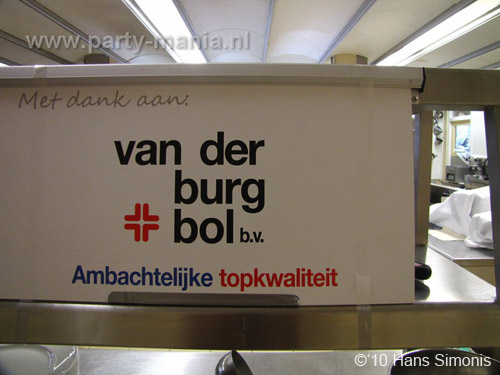 www.party-mania.nl
Met dank aan:
van der
burg
bol b.v.
Ambachtelijke topkwaliteit
©'10 Hans Simonis